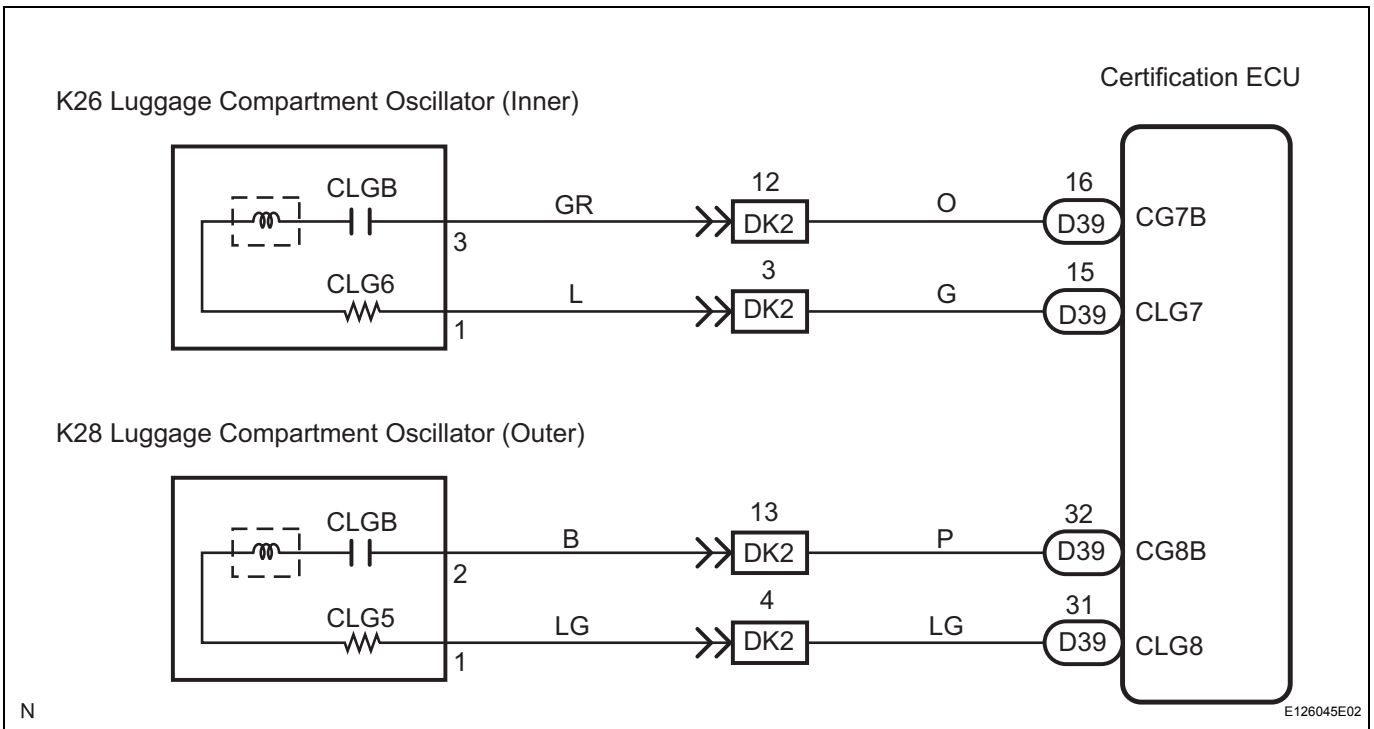 Certification ECU
K26 Luggage Compartment Oscillator (Inner)
CLGB
GR
12
DK2
O
16
D39
CG7B
3
CLG6
L
3
DK2
G
15
D39
CLG7
1
K28 Luggage Compartment Oscillator (Outer)
CLGB
B
13
DK2
P
32
D39
CG8B
2
CLG5
LG
4
DK2
LG
31
D39
CLG8
1
N
E126045E02